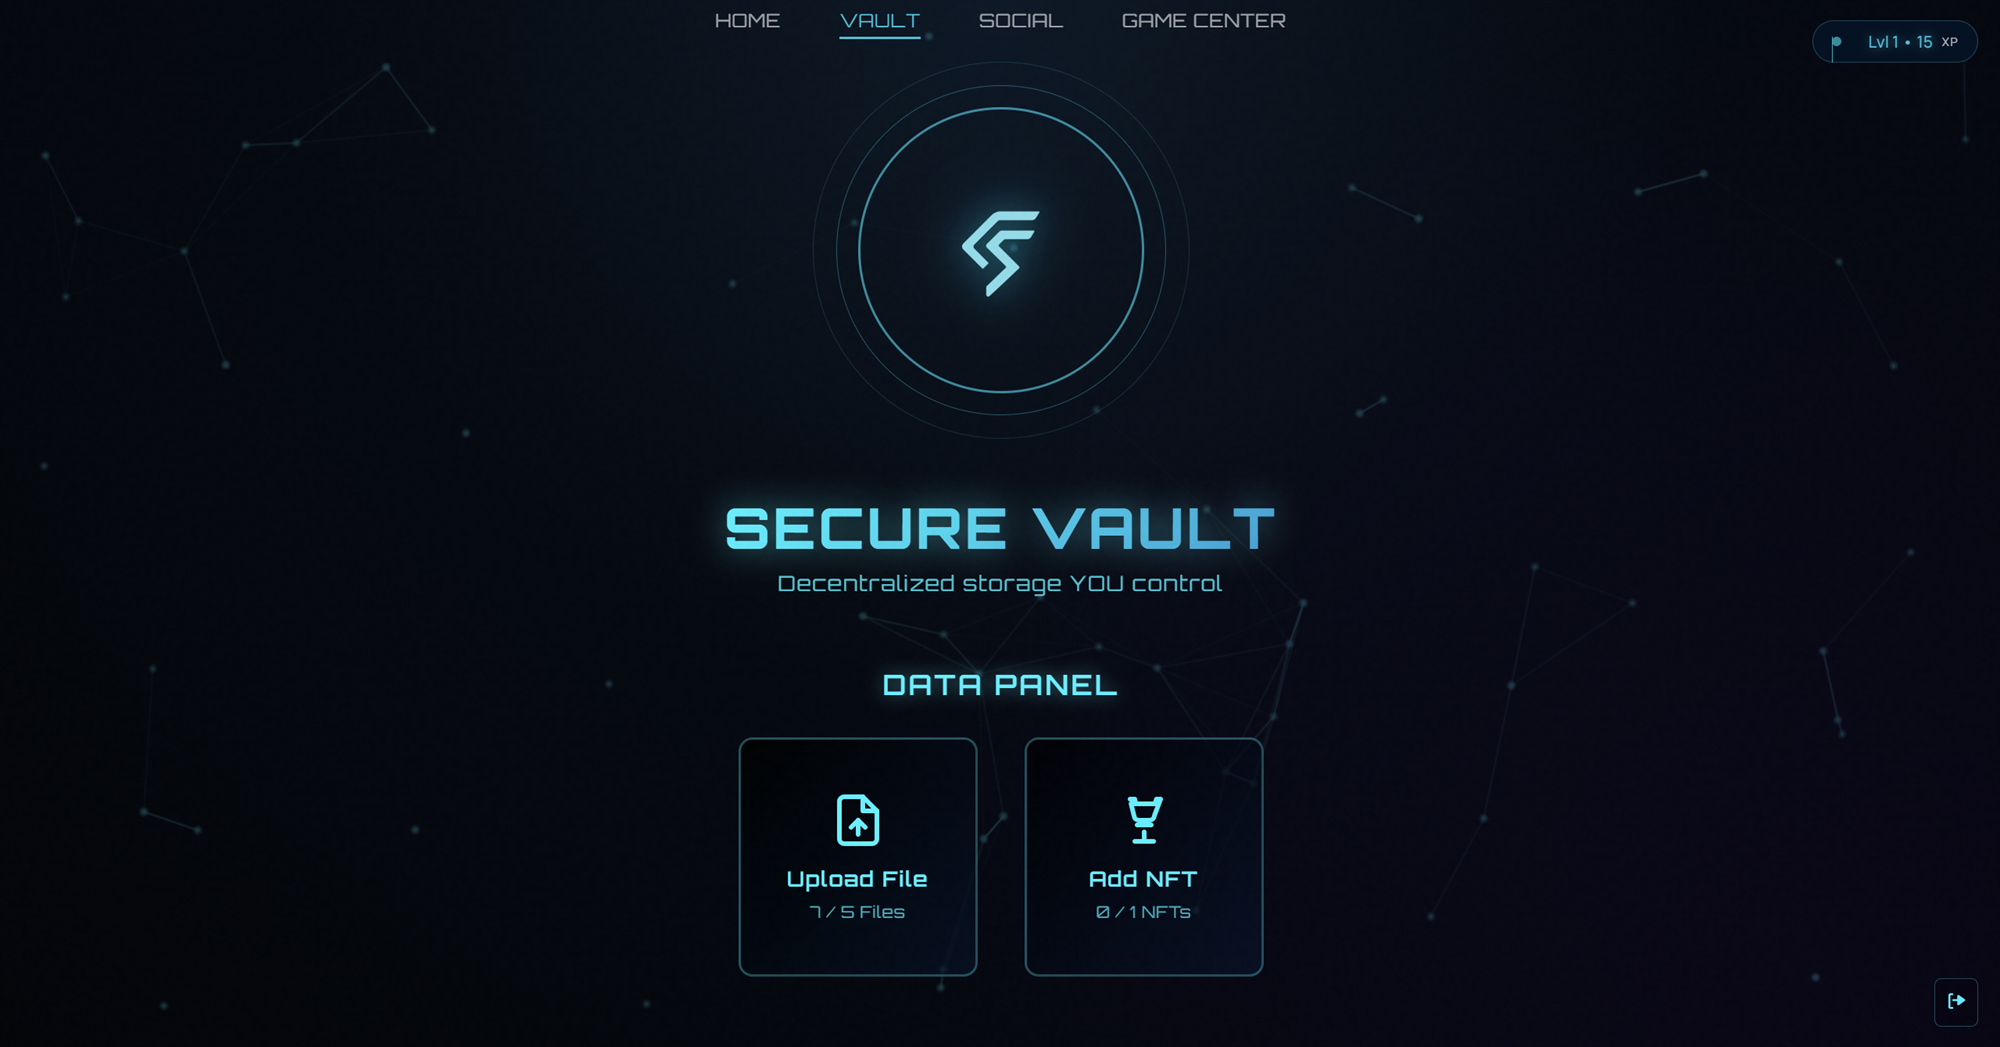 HOME VAULT SOCIAL GAME CENTER
Lvl 1 • 15 XP
SECURE VAULT
Decentralized storage YOU control
DATA PANEL
Upload File
7 / 5 Files
Add NFT
0 / 1 NFTs